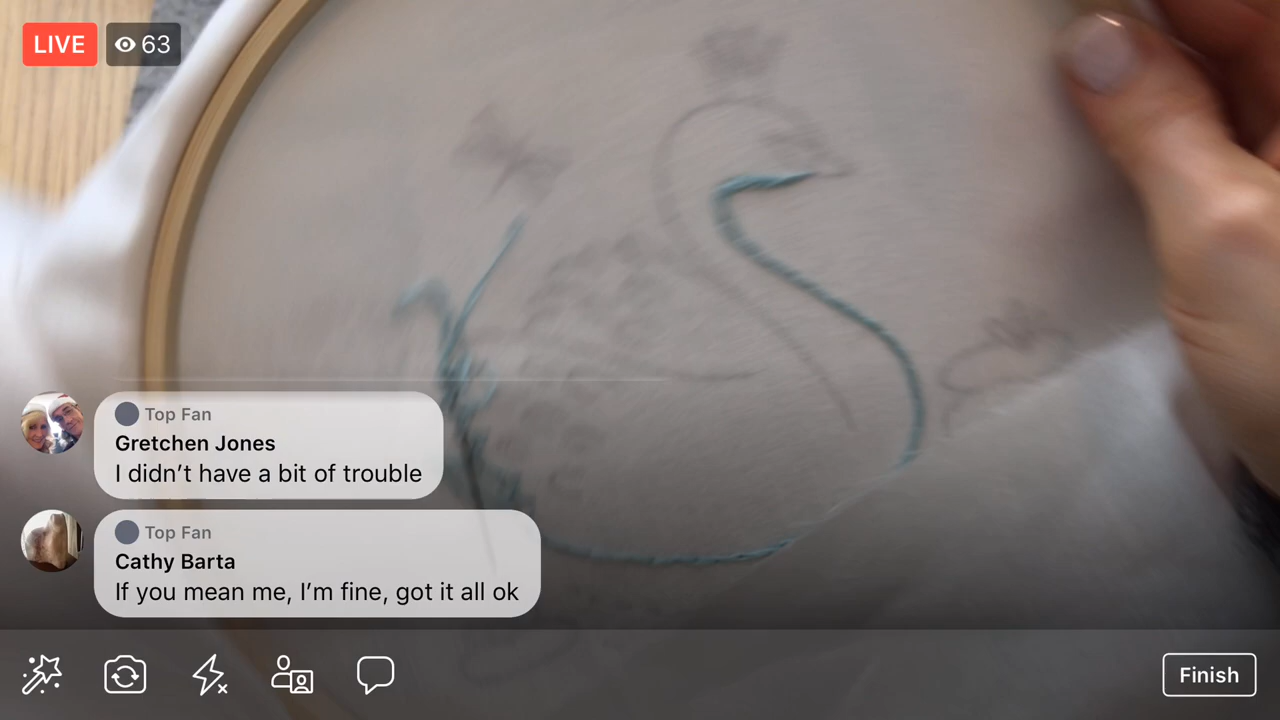 LIVE
63
Top Fan
Gretchen Jones
I didn’t have a bit of trouble
Top Fan
Cathy Barta
If you mean me, I’m fine, got it all ok
Finish